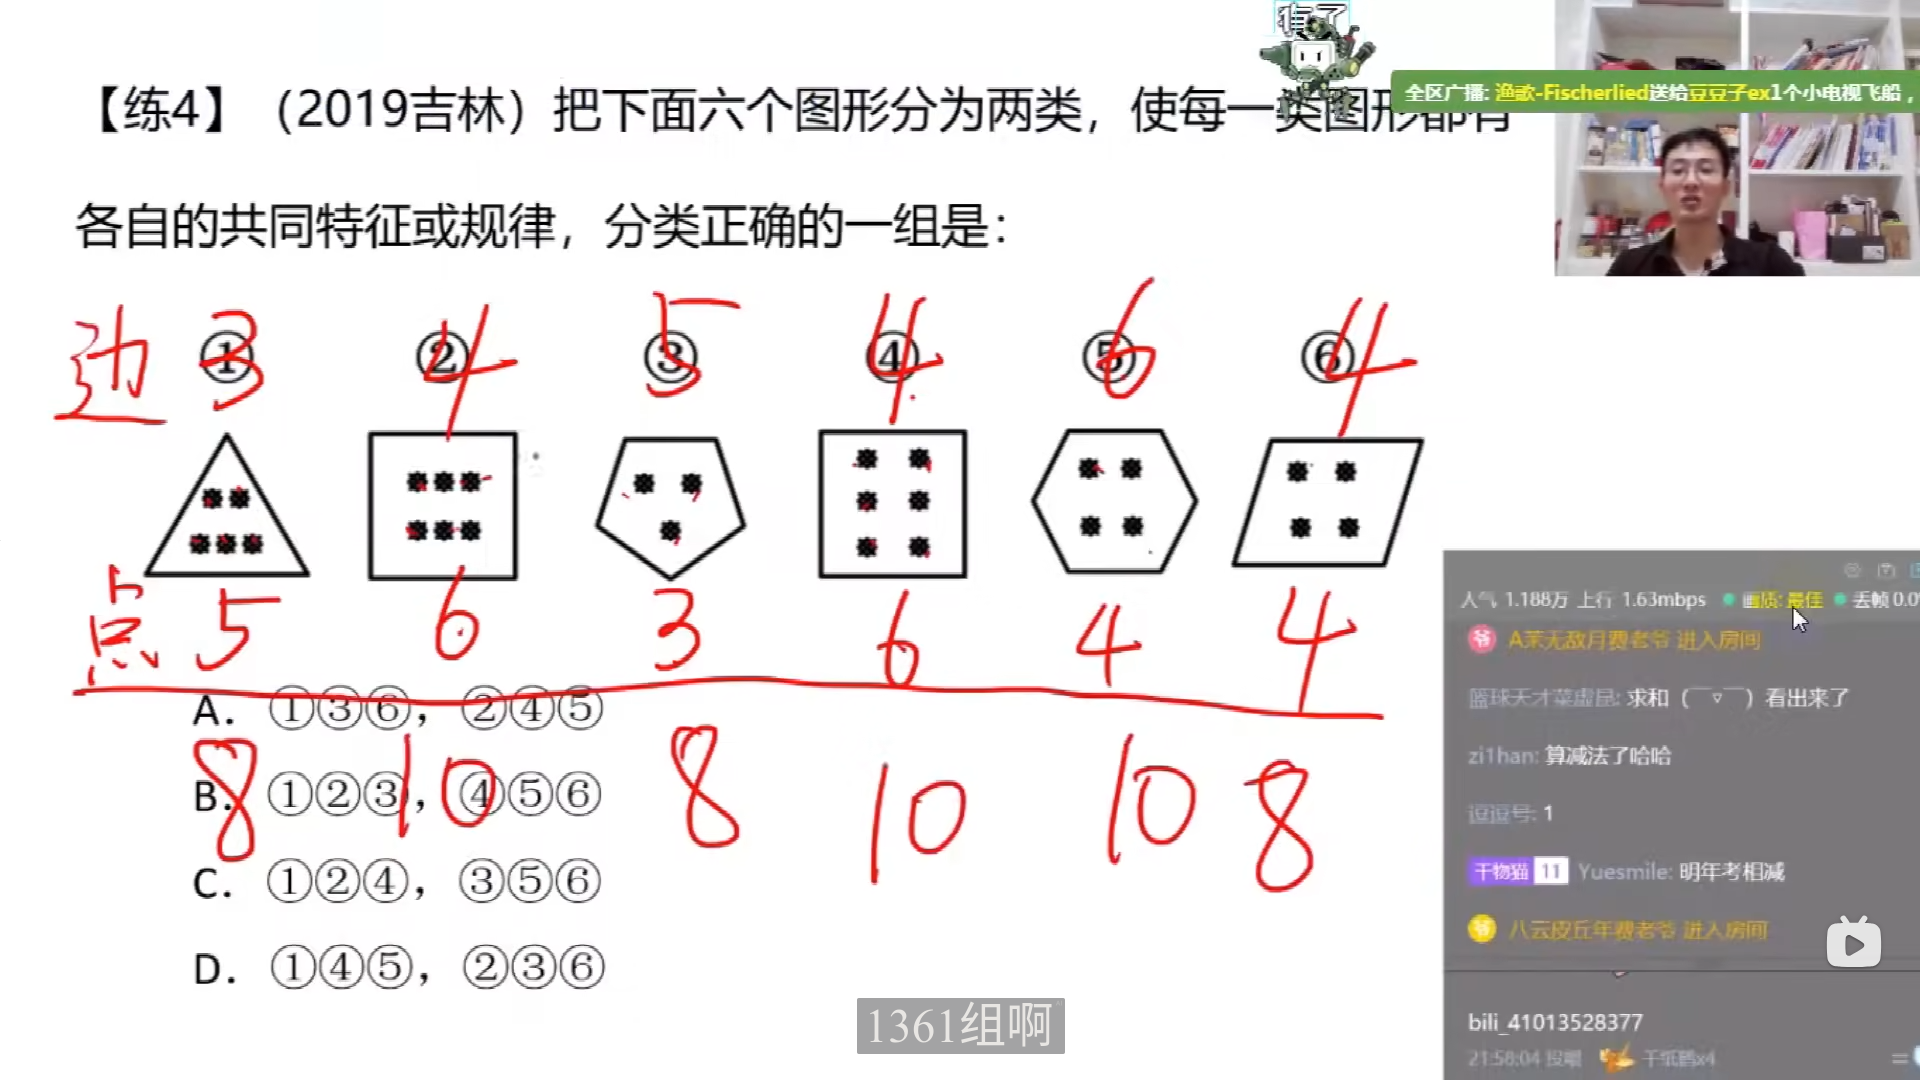 有了
全区广播: 渔歌-Fischerlied送给豆豆子ex1个小电视飞船，
【练4】（2019吉林）把下面六个图形分为两类，使每一类图形都有
各自的共同特征或规律，分类正确的一组是：
边 3 4 5 4 6 4
① ② ③ ④ ⑤ ⑥
点 5 6 3 6 4 4
A. ①③⑥，②④⑤
8 10 8 10 10 8
B. ①②③，④⑤⑥
C. ①②④，③⑤⑥
D. ①④⑤，②③⑥
人气 1.188万 上行 1.63mbps 画质: 最佳 丢帧 0.0
爷 A茉无敌月费老爷 进入房间
篮球天才菜虚昆: 求和（￣▽￣）看出来了
zi1han: 算减法了哈哈
逗逗号: 1
干物猫 11 Yuesmile: 明年考相减
爷 八云皮丘年费老爷 进入房间
bili_41013528377
21:58:04 投喂 千纸鹤x4
1361组啊